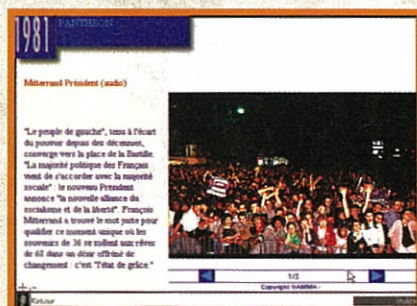 1981
PANTHEON
Mitterrand Président (audio)
"Le peuple de gauche", tenu à l'écart
du pouvoir depuis des décennies,
converge vers la place de la Bastille.
"La majorité politique des Français
vient de s'accorder avec la majorité
sociale" : le nouveau Président
annonce "la nouvelle alliance du
socialisme et de la liberté". François
Mitterrand a trouvé le mot juste pour
qualifier ce moment unique où les
souvenirs de 36 se mêlent aux rêves
de 68 dans un désir effréné de
changement : c'est "l'état de grâce."
1/3
Copyright ©GAMMA -
Retour